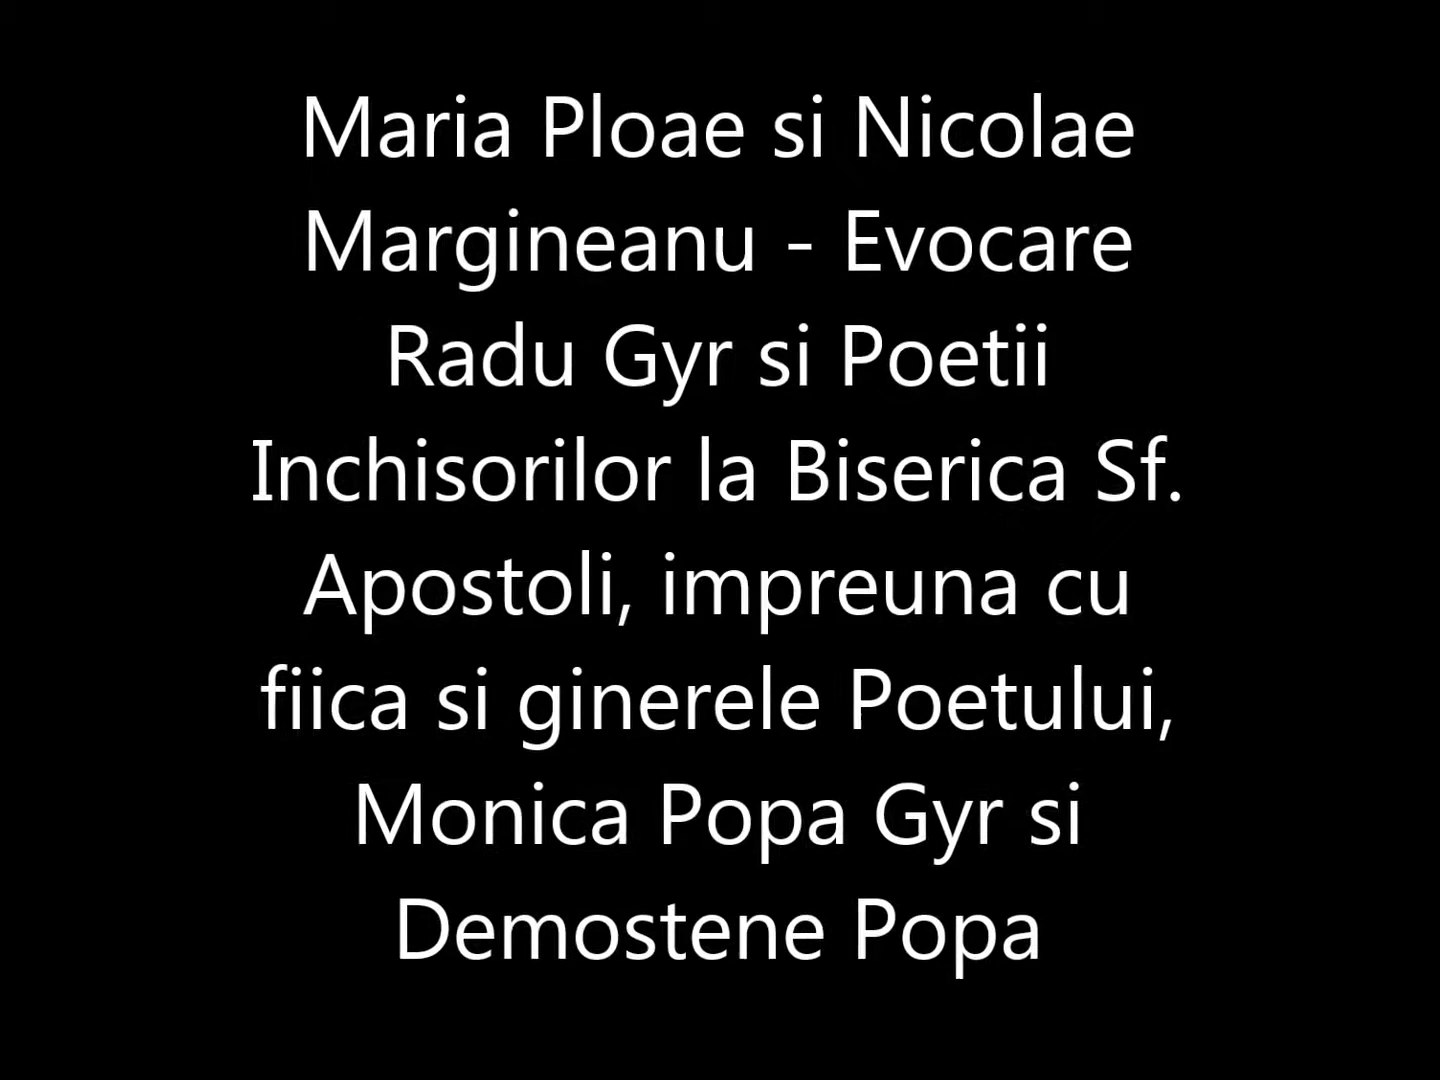 Maria Ploae si Nicolae
Margineanu - Evocare
Radu Gyr si Poetii
Inchisorilor la Biserica Sf.
Apostoli, impreuna cu
fiica si ginerele Poetului,
Monica Popa Gyr si
Demostene Popa